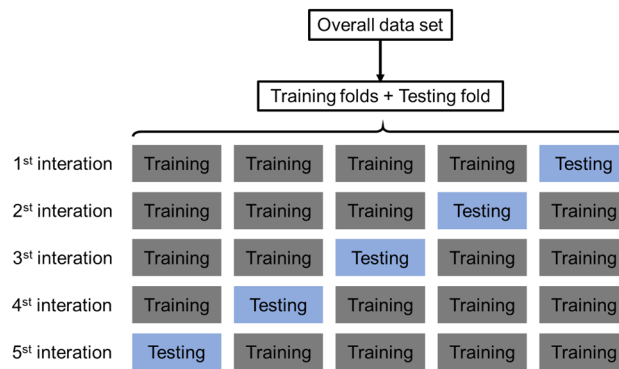 Overall data set
Training folds + Testing fold
1st interation Training Training Training Training Testing
2st interation Training Training Training Testing Training
3st interation Training Training Testing Training Training
4st interation Training Testing Training Training Training
5st interation Testing Training Training Training Training